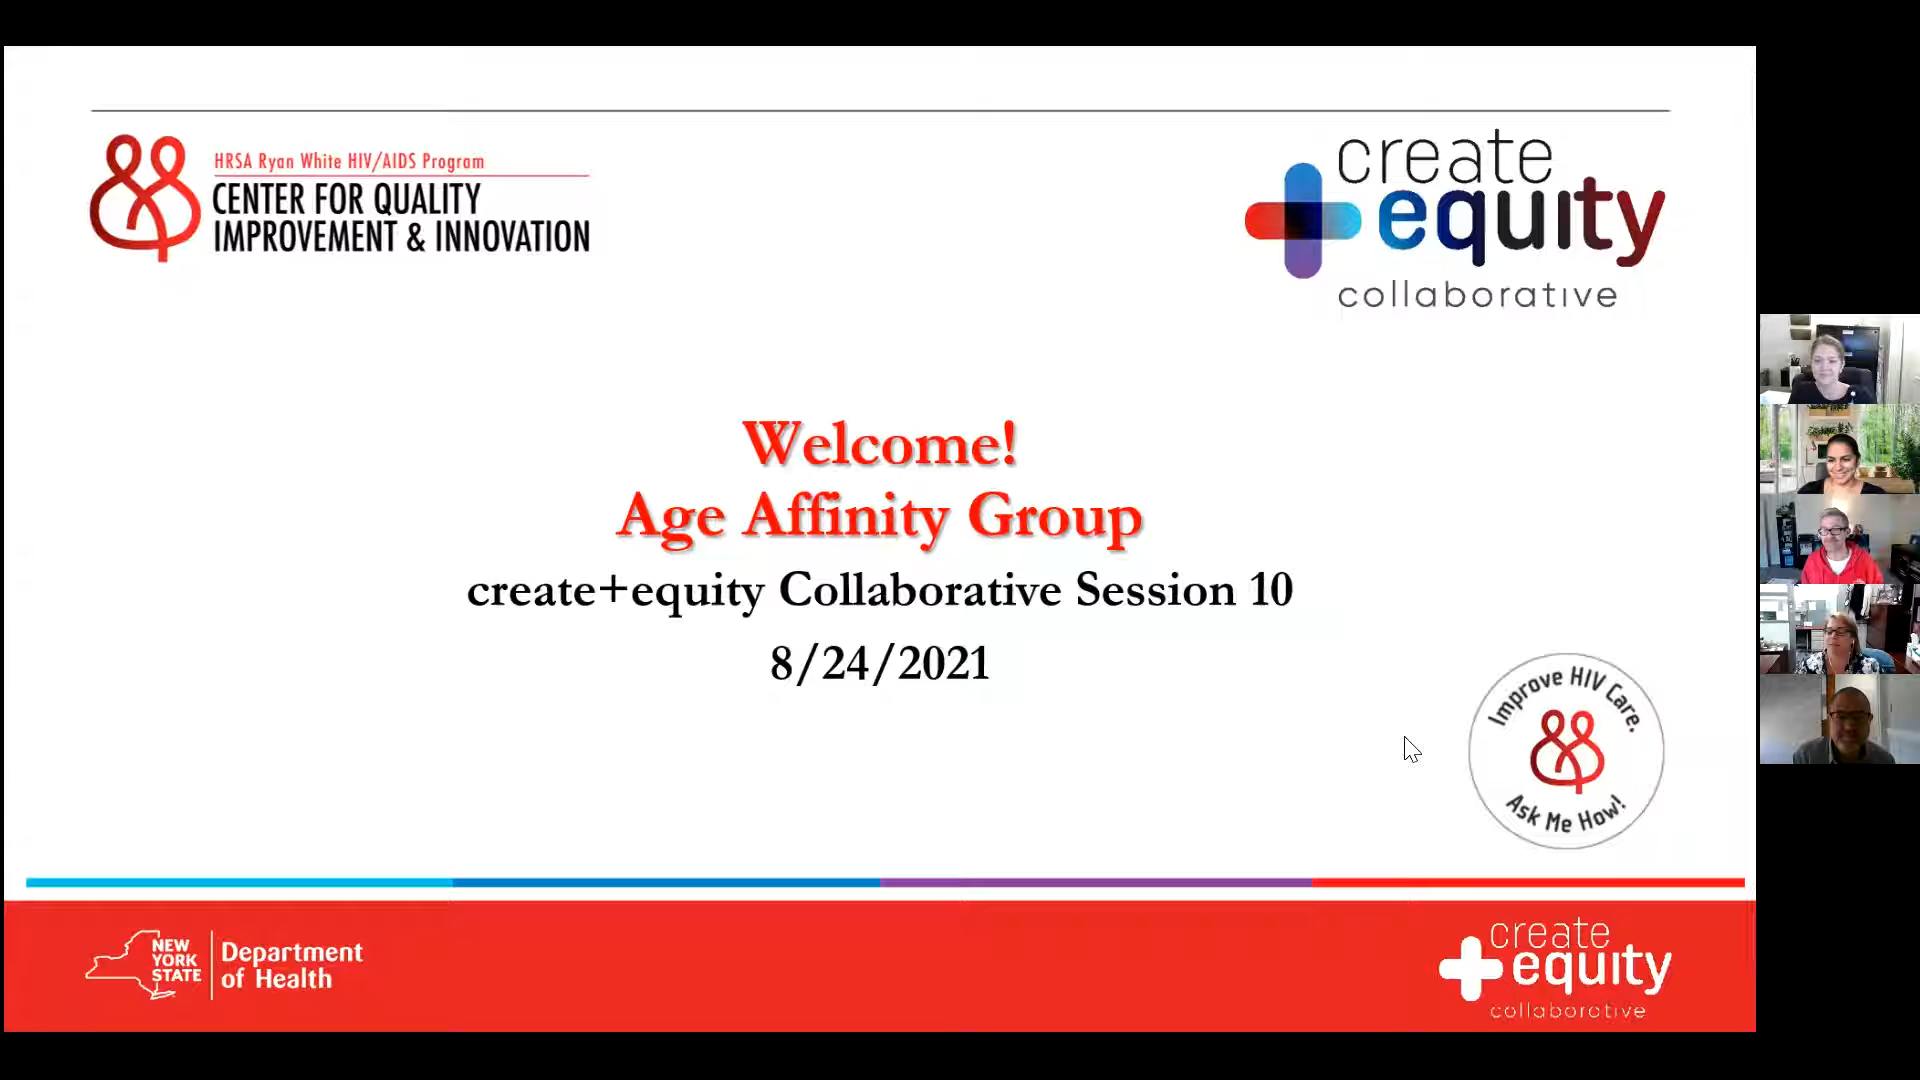 HRSA Ryan White HIV/AIDS Program
CENTER FOR QUALITY
IMPROVEMENT & INNOVATION
create
+equity
collaborative
Welcome!
Age Affinity Group
create+equity Collaborative Session 10
8/24/2021
Improve HIV Care.
Ask Me How!
NEW
YORK
STATE
Department
of Health
create
+equity
collaborative